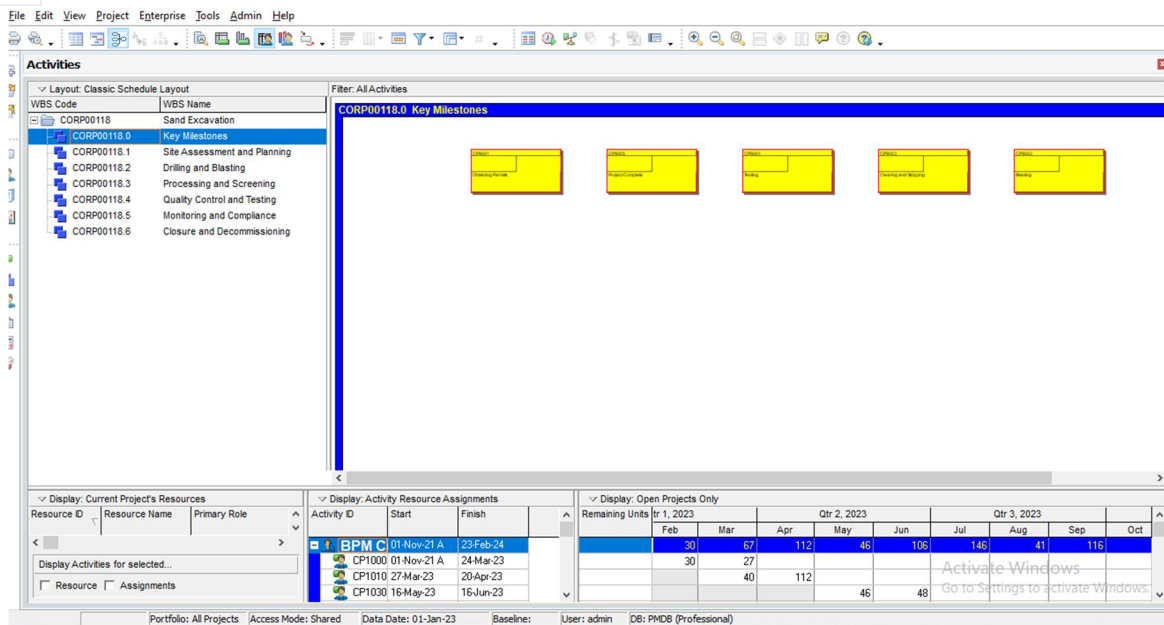 File Edit View Project Enterprise Tools Admin Help
Activities
Layout: Classic Schedule Layout
Filter: All Activities
WBS Code WBS Name
CORP00118 Sand Excavation
CORP00118.0 Key Milestones
CORP00118.1 Site Assessment and Planning
CORP00118.2 Drilling and Blasting
CORP00118.3 Processing and Screening
CORP00118.4 Quality Control and Testing
CORP00118.5 Monitoring and Compliance
CORP00118.6 Closure and Decommissioning
CORP00118.0 Key Milestones
Obtaining Permits
Project Complete
Testing
Clearing and Stripping
Blasting
Display: Current Project's Resources
Resource ID Resource Name Primary Role
Display Activities for selected...
Resource Assignments
Display: Activity Resource Assignments
Activity ID Start Finish
BPM C 01-Nov-21 A 23-Feb-24
CP1000 01-Nov-21 A 24-Mar-23
CP1010 27-Mar-23 20-Apr-23
CP1030 16-May-23 16-Jun-23
Display: Open Projects Only
Remaining Units tr 1, 2023 Qtr 2, 2023 Qtr 3, 2023
Feb Mar Apr May Jun Jul Aug Sep Oct
30 67 112 46 106 146 41 116
30 27
40 112
46 48
Activate Windows
Go to Settings to activate Windows.
Portfolio: All Projects Access Mode: Shared Data Date: 01-Jan-23 Baseline: User: admin DB: PMDB (Professional)